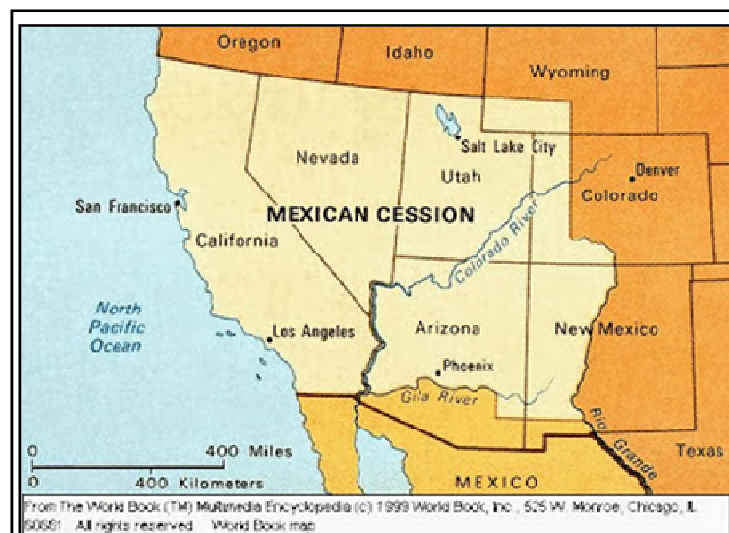 Oregon
Idaho
Wyoming
Nevada
Salt Lake City
Utah
Denver
Colorado
San Francisco
MEXICAN CESSION
California
Colorado River
North
Pacific
Ocean
Los Angeles
Arizona
New Mexico
Phoenix
Gila River
Rio Grande
0 400 Miles
0 400 Kilometers
Texas
MEXICO
From The World Book (TM) Multimedia Encyclopedia (c) 1999 World Book, Inc., 525 W. Monroe, Chicago, IL
60661. All rights reserved. World Book map